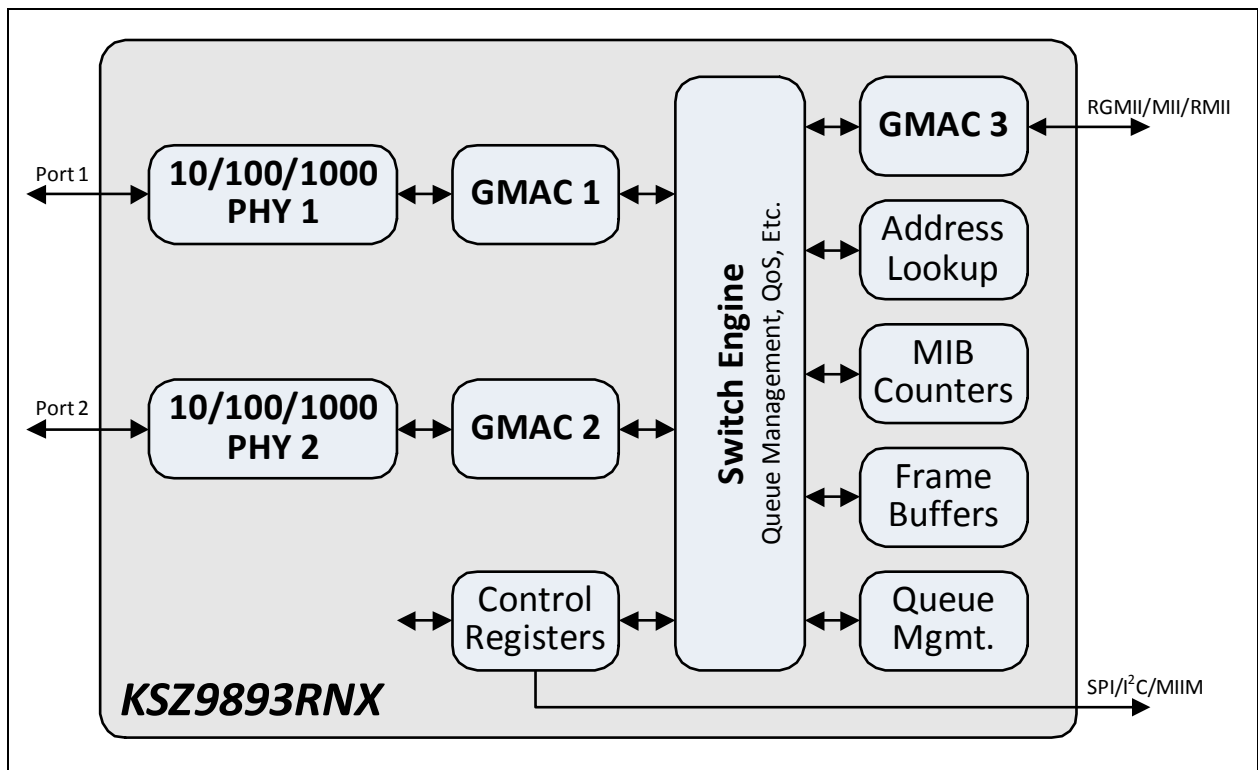 Port 1
10/100/1000
PHY 1
GMAC 1
Port 2
10/100/1000
PHY 2
GMAC 2
Control
Registers
KSZ9893RNX
Switch Engine
Queue Management, QoS, Etc.
GMAC 3
RGMII/MII/RMII
Address
Lookup
MIB
Counters
Frame
Buffers
Queue
Mgmt.
SPI/I²C/MIIM